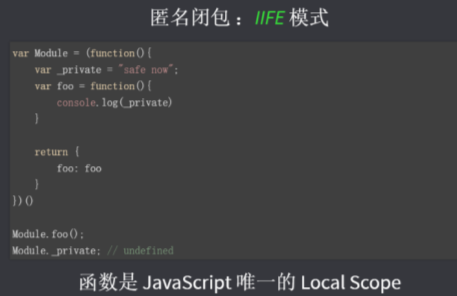 匿名闭包：IIFE 模式
var Module = (function(){
    var _private = "safe now";
    var foo = function(){
        console.log(_private)
    }
    return {
        foo: foo
    }
})()
Module.foo();
Module._private; // undefined
函数是 JavaScript 唯一的 Local Scope